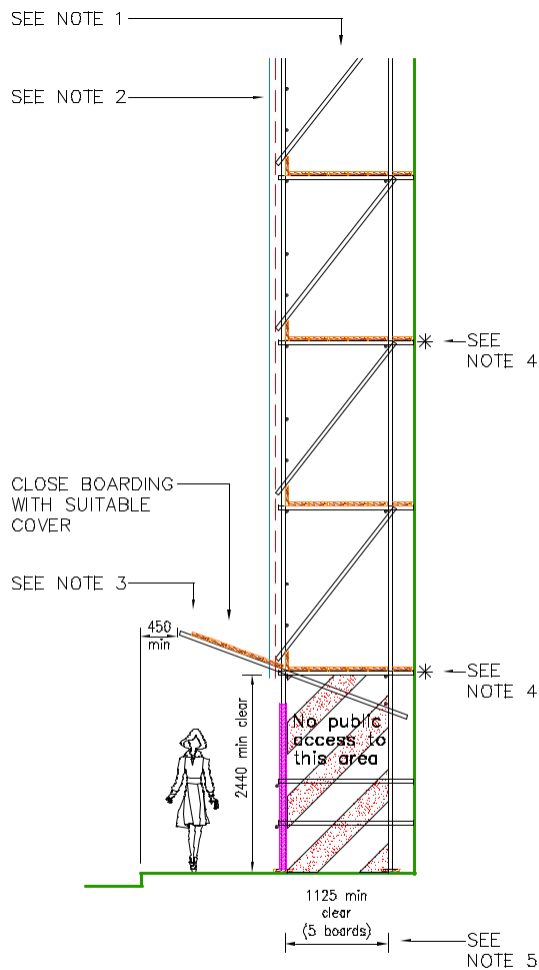 SEE NOTE 1
SEE NOTE 2
SEE
NOTE 4
CLOSE BOARDING
WITH SUITABLE
COVER
SEE NOTE 3
450
min
SEE
NOTE 4
2440 min clear
No public
access to
this area
1125 min
clear
(5 boards)
SEE
NOTE 5